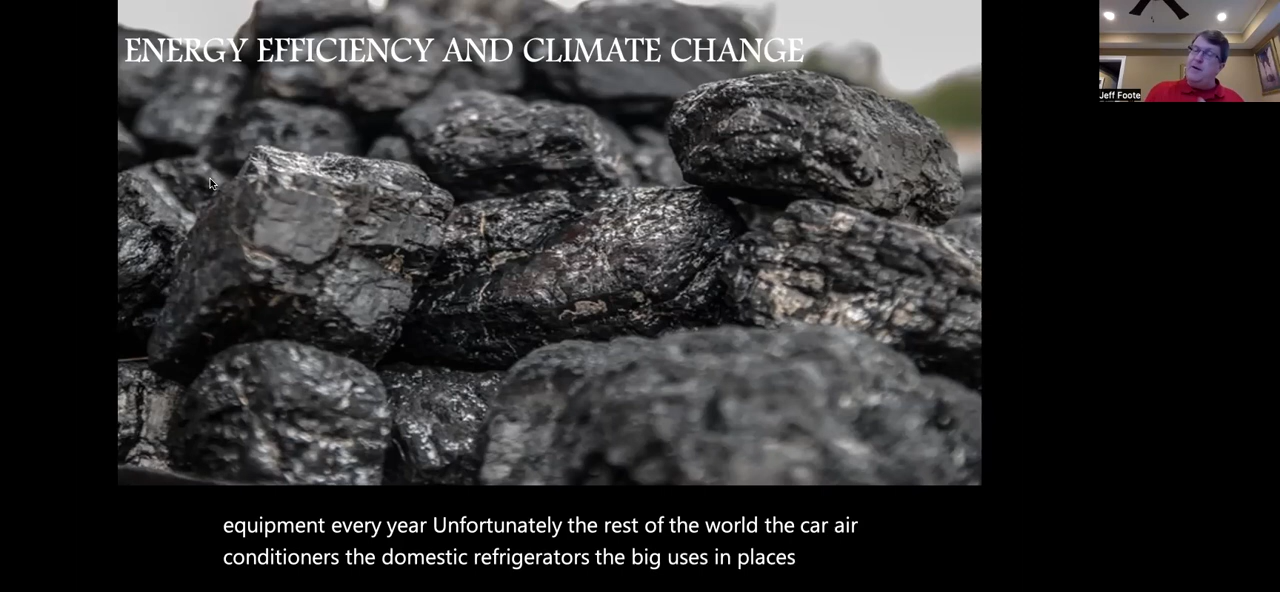 ENERGY EFFICIENCY AND CLIMATE CHANGE
Jeff Foote
equipment every year Unfortunately the rest of the world the car air
conditioners the domestic refrigerators the big uses in places